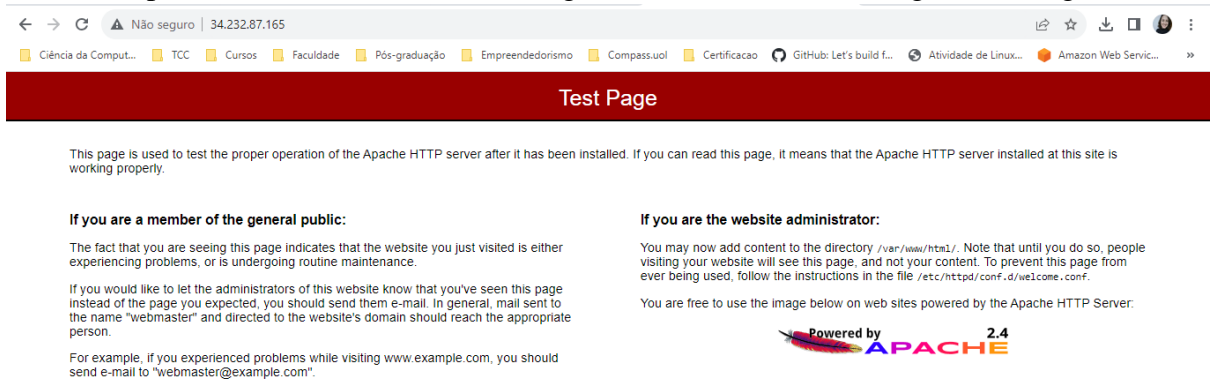 Não seguro | 34.232.87.165
Ciência da Comput... TCC Cursos Faculdade Pós-graduação Empreendedorismo Compass.uol Certificacao GitHub: Let's build f... Atividade de Linux... Amazon Web Servic... »
Test Page
This page is used to test the proper operation of the Apache HTTP server after it has been installed. If you can read this page, it means that the Apache HTTP server installed at this site is
working properly.
If you are a member of the general public:
The fact that you are seeing this page indicates that the website you just visited is either
experiencing problems, or is undergoing routine maintenance.
If you would like to let the administrators of this website know that you've seen this page
instead of the page you expected, you should send them e-mail. In general, mail sent to
the name "webmaster" and directed to the website's domain should reach the appropriate
person.
For example, if you experienced problems while visiting www.example.com, you should
send e-mail to "webmaster@example.com".
If you are the website administrator:
You may now add content to the directory /var/www/html/. Note that until you do so, people
visiting your website will see this page, and not your content. To prevent this page from
ever being used, follow the instructions in the file /etc/httpd/conf.d/welcome.conf.
You are free to use the image below on web sites powered by the Apache HTTP Server:
Powered by 2.4
APACHE